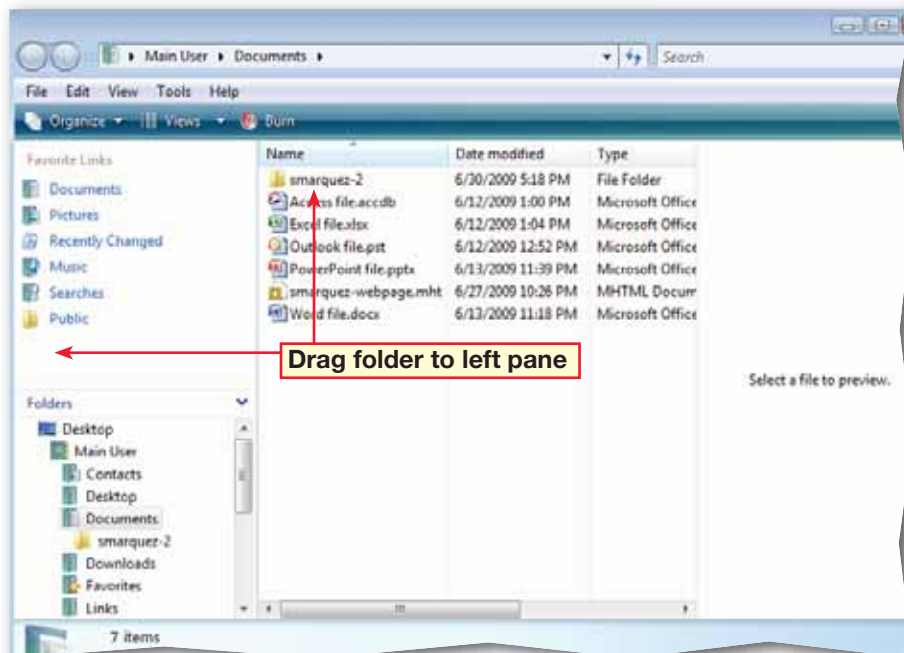 Main User Documents
Search
File Edit View Tools Help
Organize Views Burn
Favorite Links
Documents
Pictures
Recently Changed
Music
Searches
Public
Folders
Desktop
Main User
Contacts
Desktop
Documents
smarquez-2
Downloads
Favorites
Links
Name Date modified Type
smarquez-2 6/30/2009 5:18 PM File Folder
Access file.accdb 6/12/2009 1:00 PM Microsoft Office
Excel file.xlsx 6/12/2009 1:04 PM Microsoft Office
Outlook file.pst 6/12/2009 12:52 PM Microsoft Office
PowerPoint file.pptx 6/13/2009 11:39 PM Microsoft Office
smarquez-webpage.mht 6/27/2009 10:26 PM MHTML Docum
Word file.docx 6/13/2009 11:18 PM Microsoft Office
Drag folder to left pane
Select a file to preview.
7 items